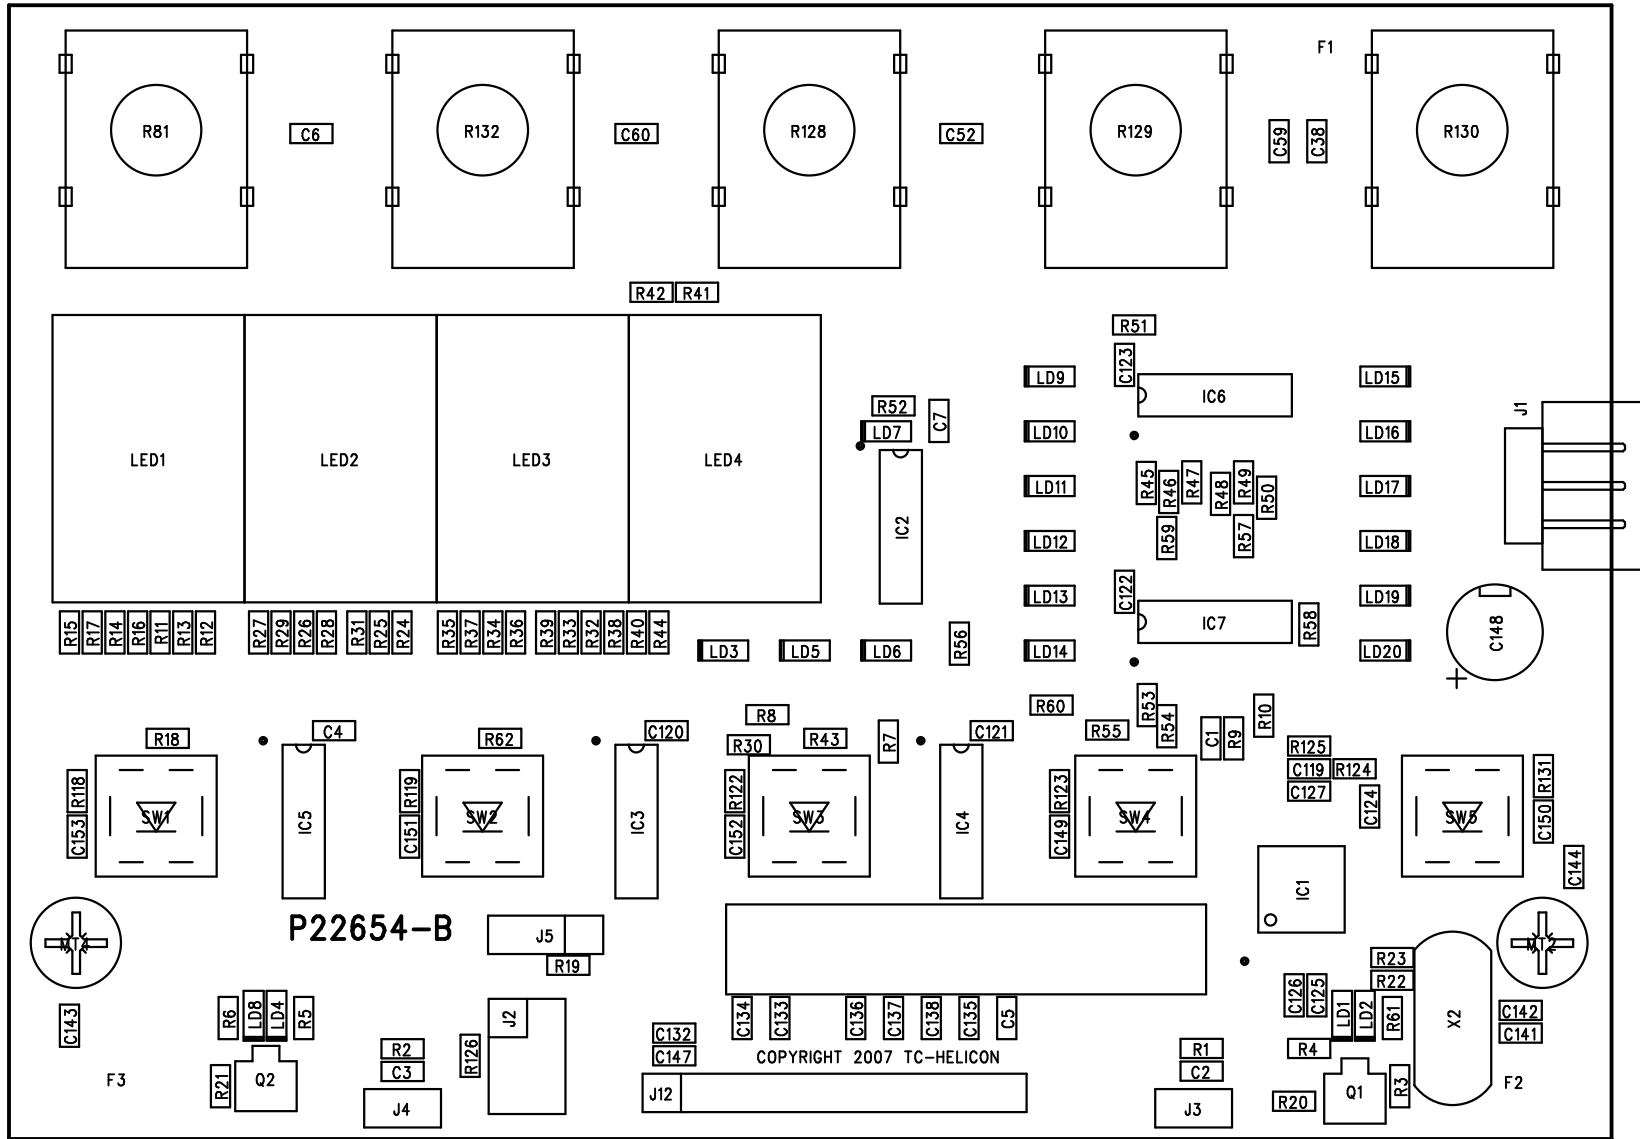 F1
R81
R132
R128
R129
R130
C6
C60
C52
C59
C38
R42
R41
R51
C123
IC6
LD9
LD15
J1
R52
C7
LD7
LD10
LD16
LED1
LED2
LED3
LED4
LD11
R45
R46
R47
R48
R49
R50
LD17
IC2
LD12
R59
R57
LD18
LD13
C122
IC7
R58
LD19
C148
R15
R17
R14
R16
R11
R13
R12
R27
R29
R26
R28
R31
R25
R24
R35
R37
R34
R36
R39
R33
R32
R38
R40
R44
LD3
LD5
LD6
R56
LD14
LD20
R60
R53
R54
R8
R18
C4
R62
C120
R30
R43
R7
C121
R55
C1
R9
R10
R125
C119
R124
C127
C124
R131
C150
C144
R118
C153
SW1
IC5
R119
C151
SW2
IC3
R122
C152
SW3
IC4
R123
C149
SW4
SW5
IC1
P22654-B
J5
R19
MT4
MT2
R23
R22
C143
R6
LD8
LD4
R5
J2
C134
C133
C136
C137
C138
C135
C5
C126
C125
LD1
LD2
R61
X2
C142
C141
C132
C147
COPYRIGHT 2007 TC-HELICON
R2
C3
R126
R1
C2
R4
F3
R21
Q2
J4
J12
J3
R20
Q1
R3
F2